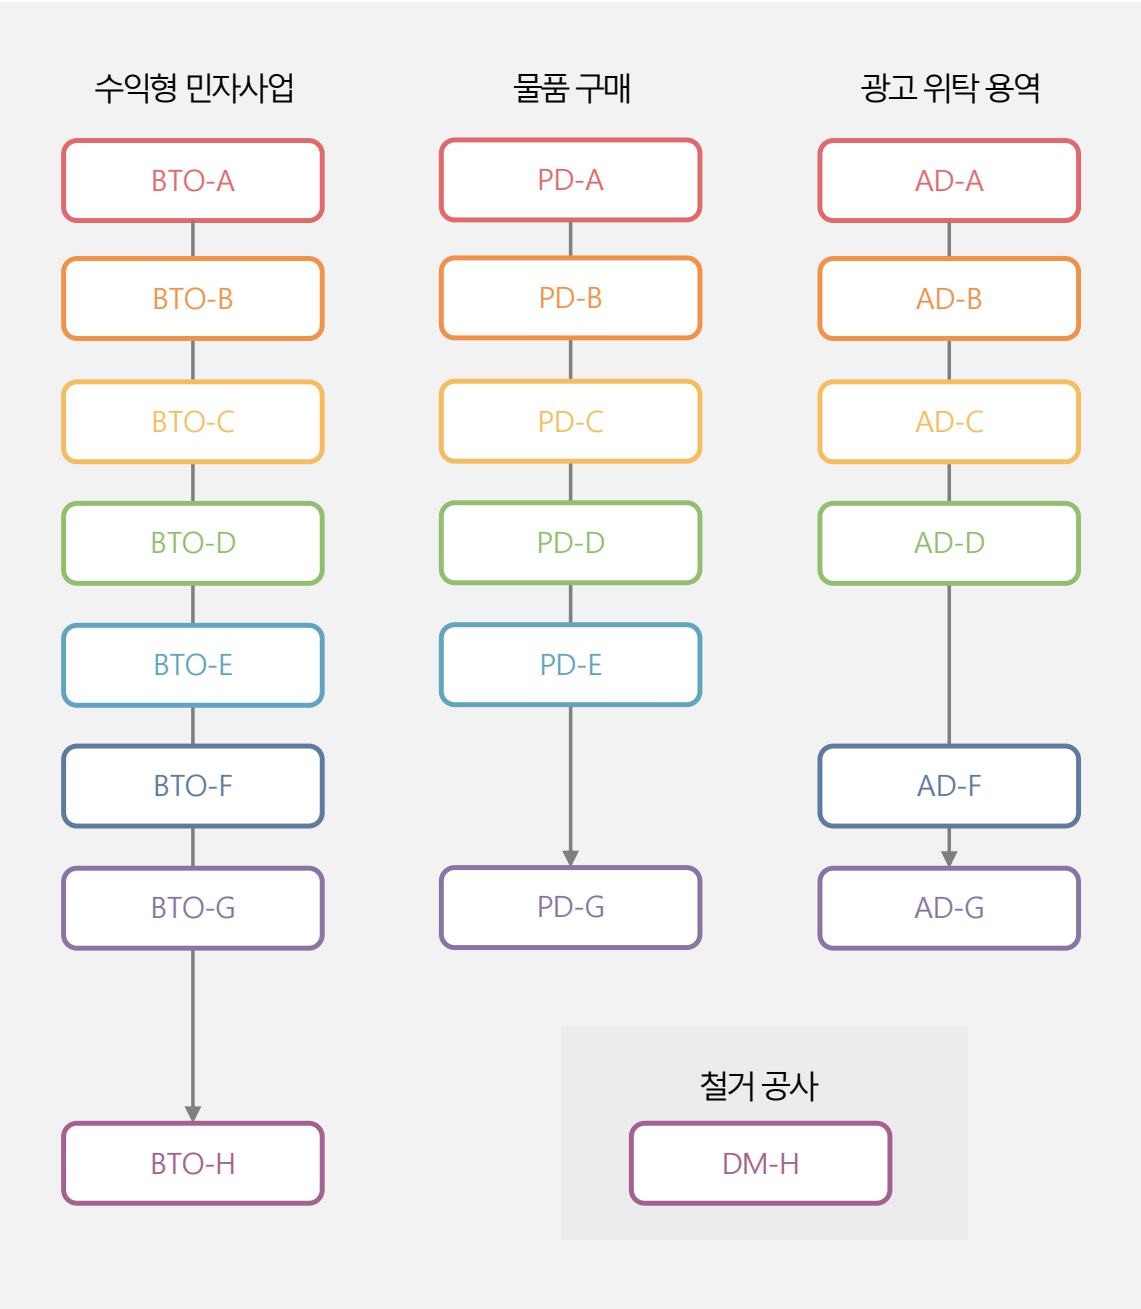 수익형 민자사업
물품 구매
광고 위탁 용역
BTO-A
PD-A
AD-A
BTO-B
PD-B
AD-B
BTO-C
PD-C
AD-C
BTO-D
PD-D
AD-D
BTO-E
PD-E
BTO-F
AD-F
BTO-G
PD-G
AD-G
철거 공사
BTO-H
DM-H